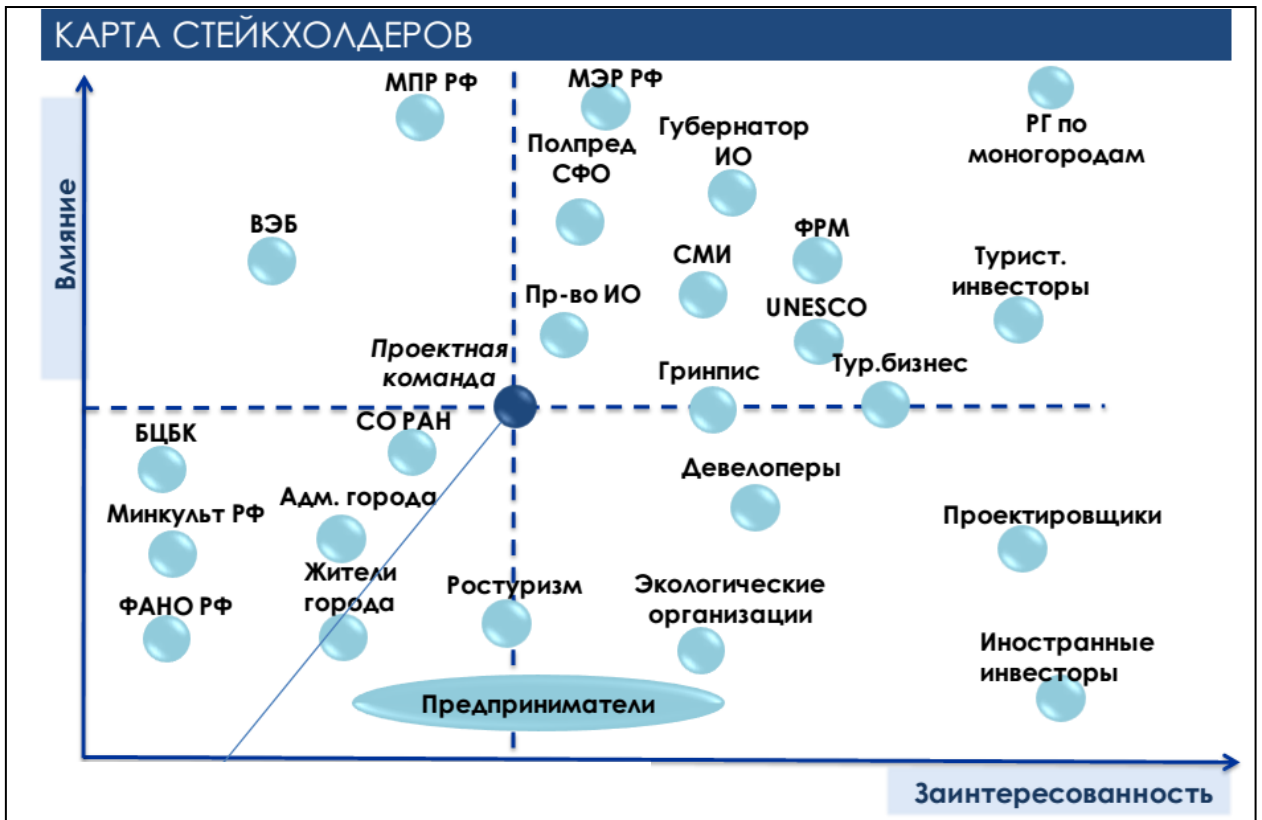 КАРТА СТЕЙКХОЛДЕРОВ
Влияние
МПР РФ
МЭР РФ
РГ по
моногородам
Полпред
СФО
Губернатор
ИО
ВЭБ
СМИ
ФРМ
Турист.
инвесторы
Пр-во ИО
UNESCO
Проектная
команда
Гринпис
Тур.бизнес
БЦБК
СО РАН
Девелоперы
Минкульт РФ
Адм. города
Проектировщики
ФАНО РФ
Жители
города
Ростуризм
Экологические
организации
Иностранные
инвесторы
Предприниматели
Заинтересованность